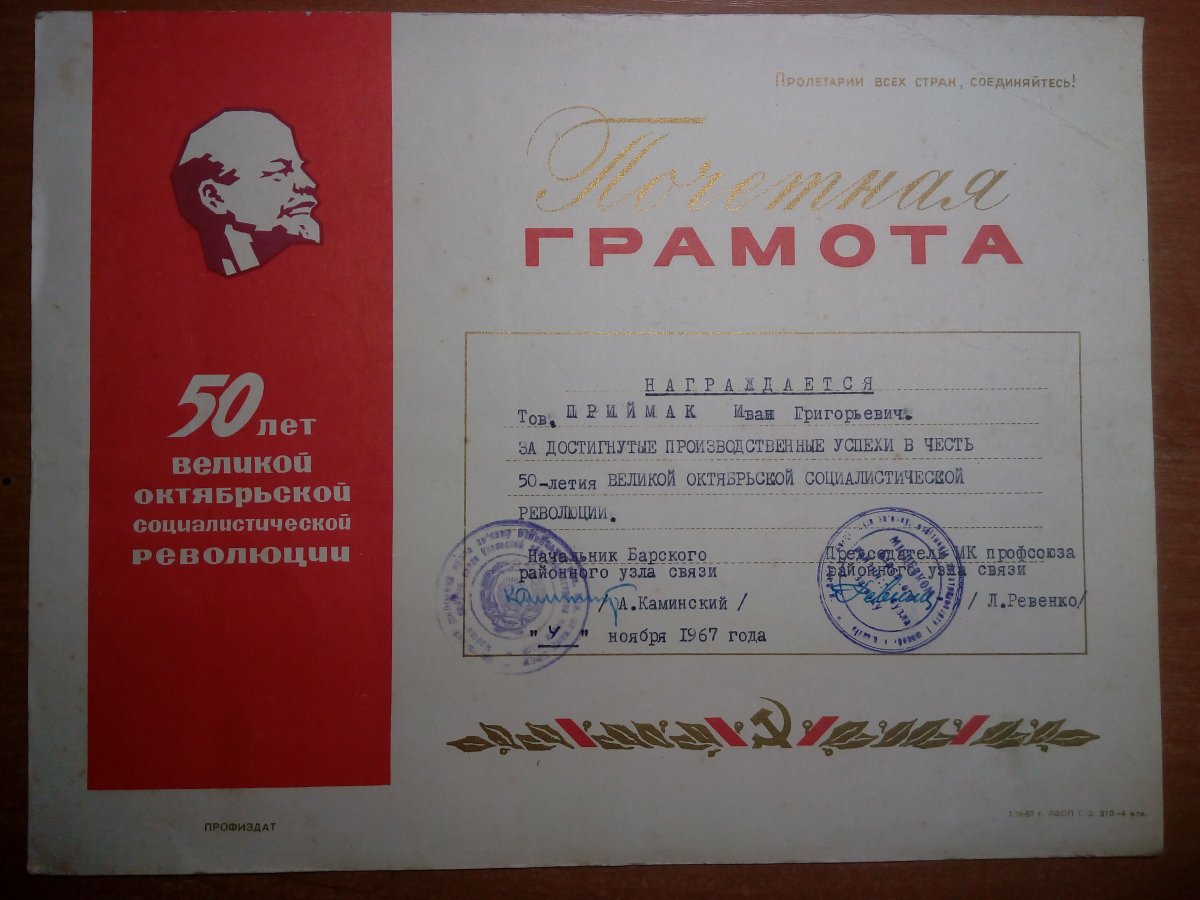 Пролетарии всех стран, соединяйтесь!
Почетная
ГРАМОТА
50 лет
великой
октябрьской
социалистической
революции
НАГРАЖДАЕТСЯ
Тов. ПРИЙМАК Иван Григорьевич.
ЗА ДОСТИГНУТЫЕ ПРОИЗВОДСТВЕННЫЕ УСПЕХИ В ЧЕСТЬ
50-летия ВЕЛИКОЙ ОКТЯБРЬСКОЙ СОЦИАЛИСТИЧЕСКОЙ
РЕВОЛЮЦИИ.
Начальник Барского
районного узла связи
/А.Каминский/
Председатель МК профсоюза
районного узла связи
/Л.Ревенко/
"У" ноября 1967 года
ПРОФИЗДАТ